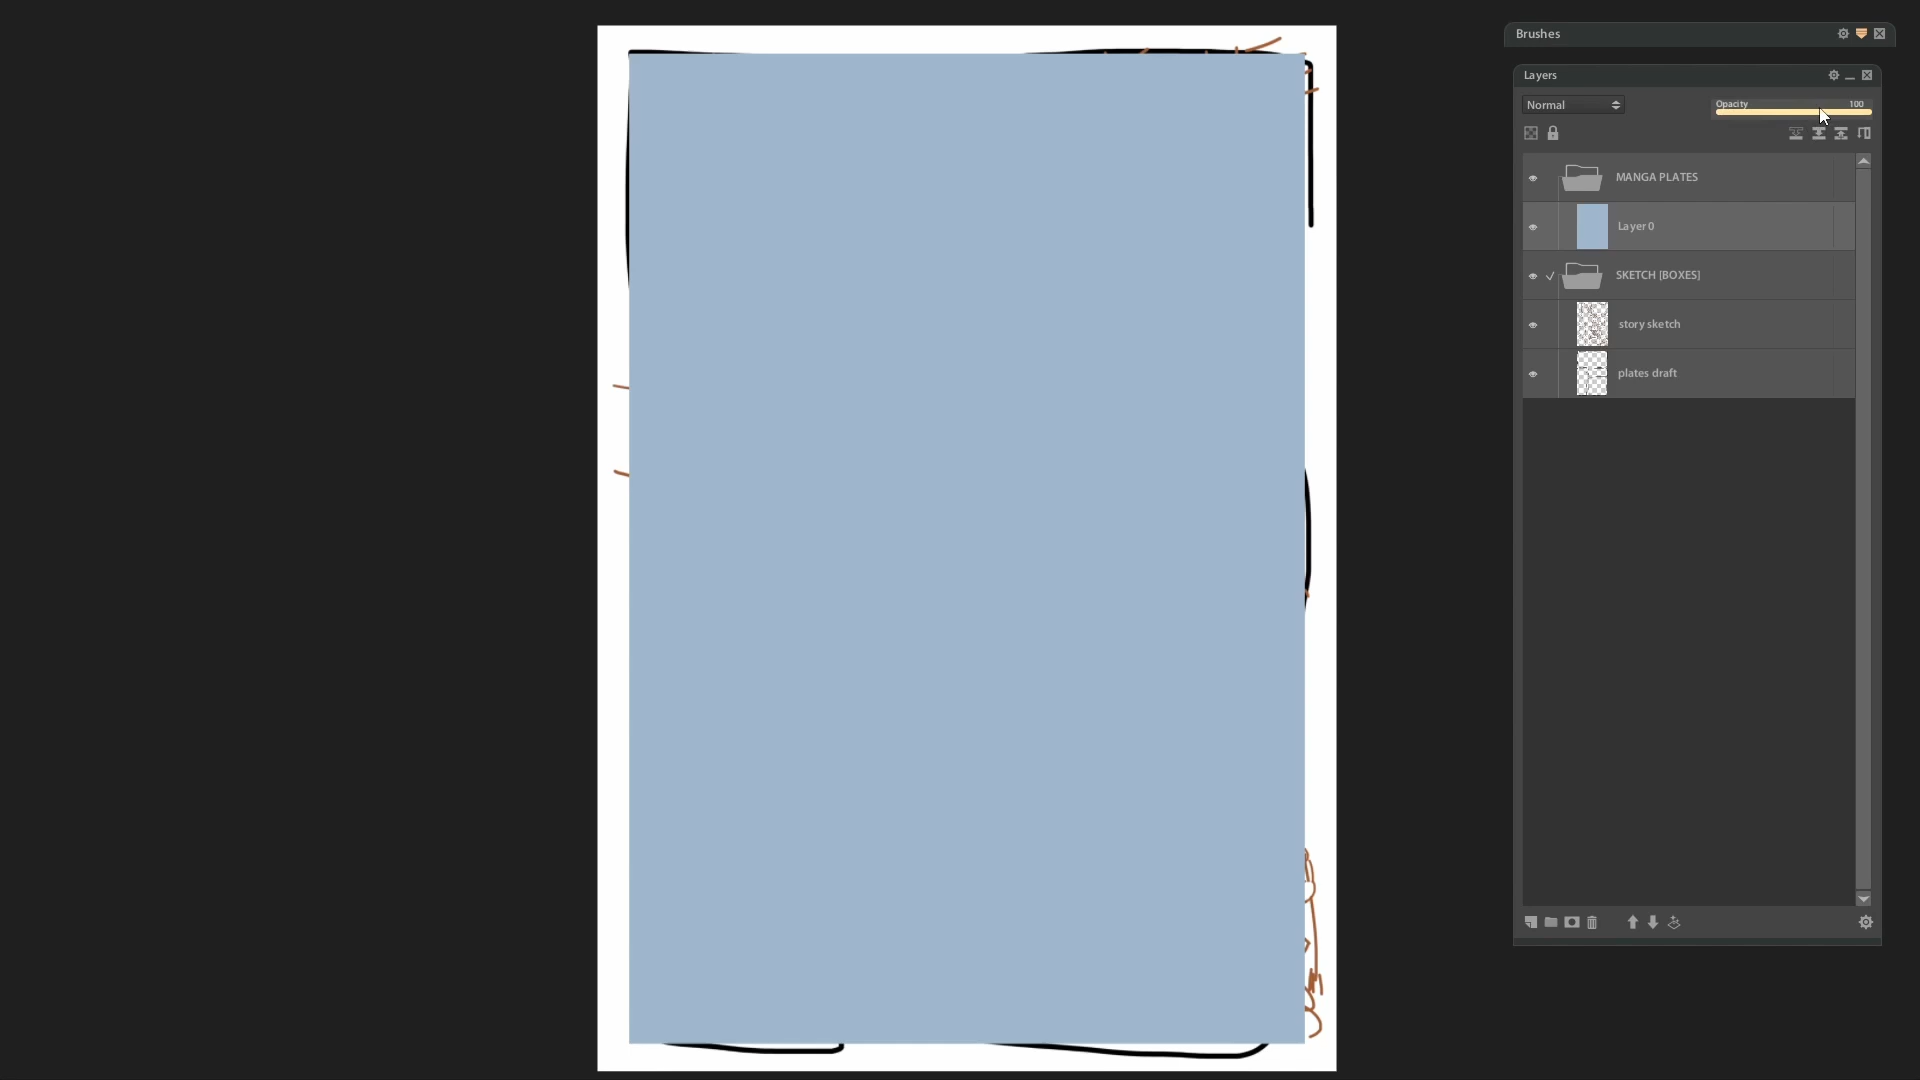 Brushes
Layers
Normal
Opacity 100
MANGA PLATES
Layer 0
SKETCH [BOXES]
story sketch
plates draft